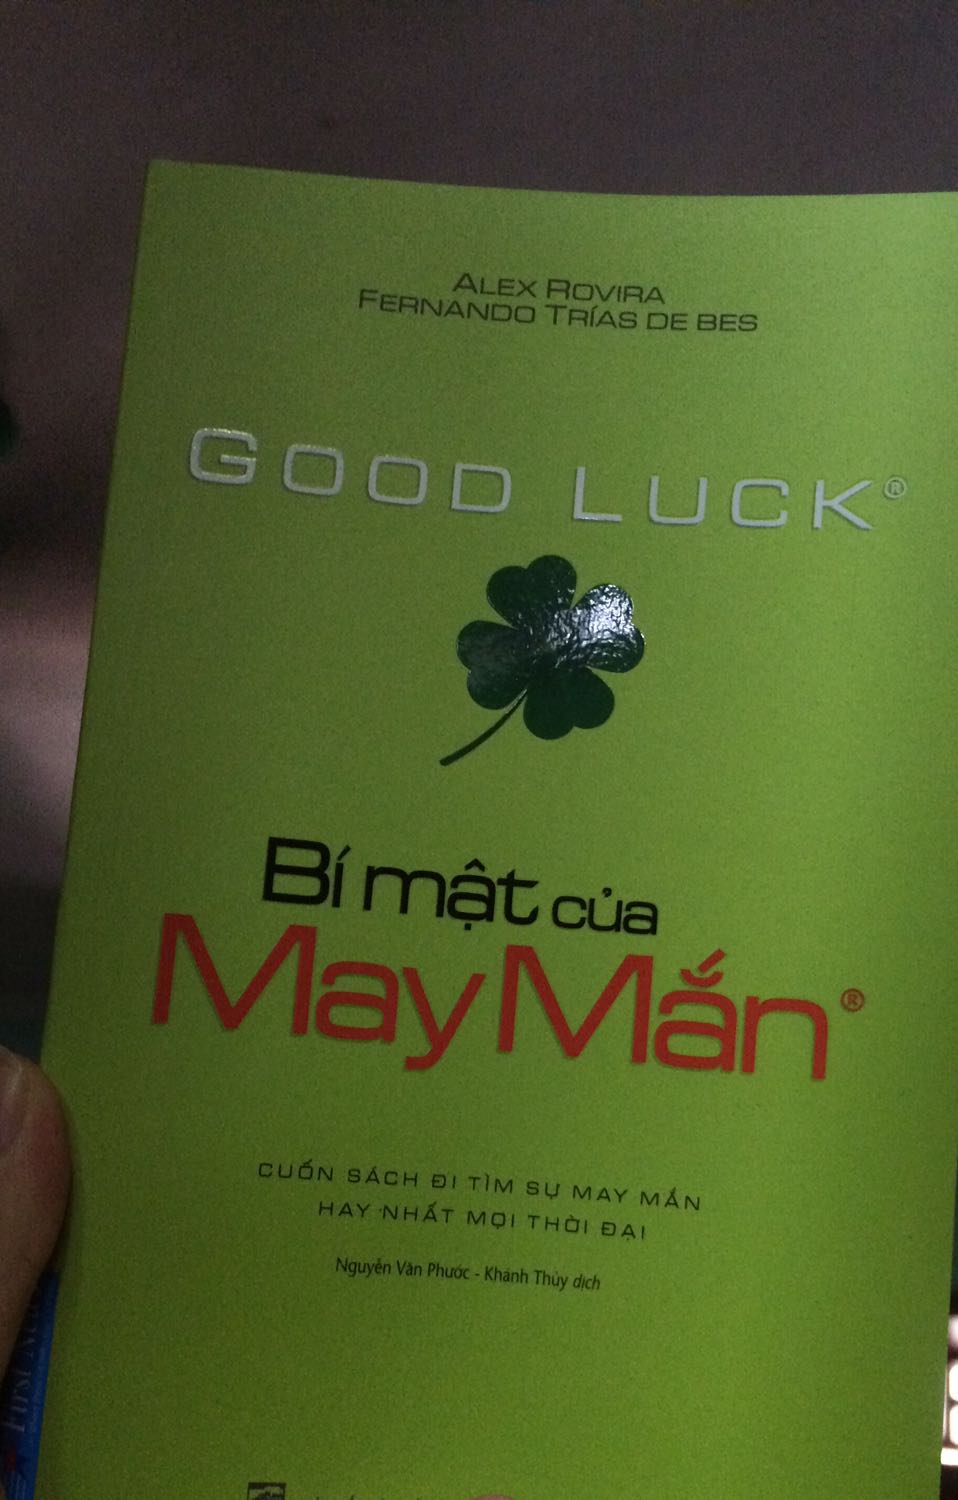 ALEX ROVIRA
FERNANDO TRÍAS DE BES
GOOD LUCK®
Bí mật của
May Mắn®
CUỐN SÁCH ĐI TÌM SỰ MAY MẮN
HAY NHẤT MỌI THỜI ĐẠI
Nguyễn Văn Phước - Khánh Thủy dịch
First